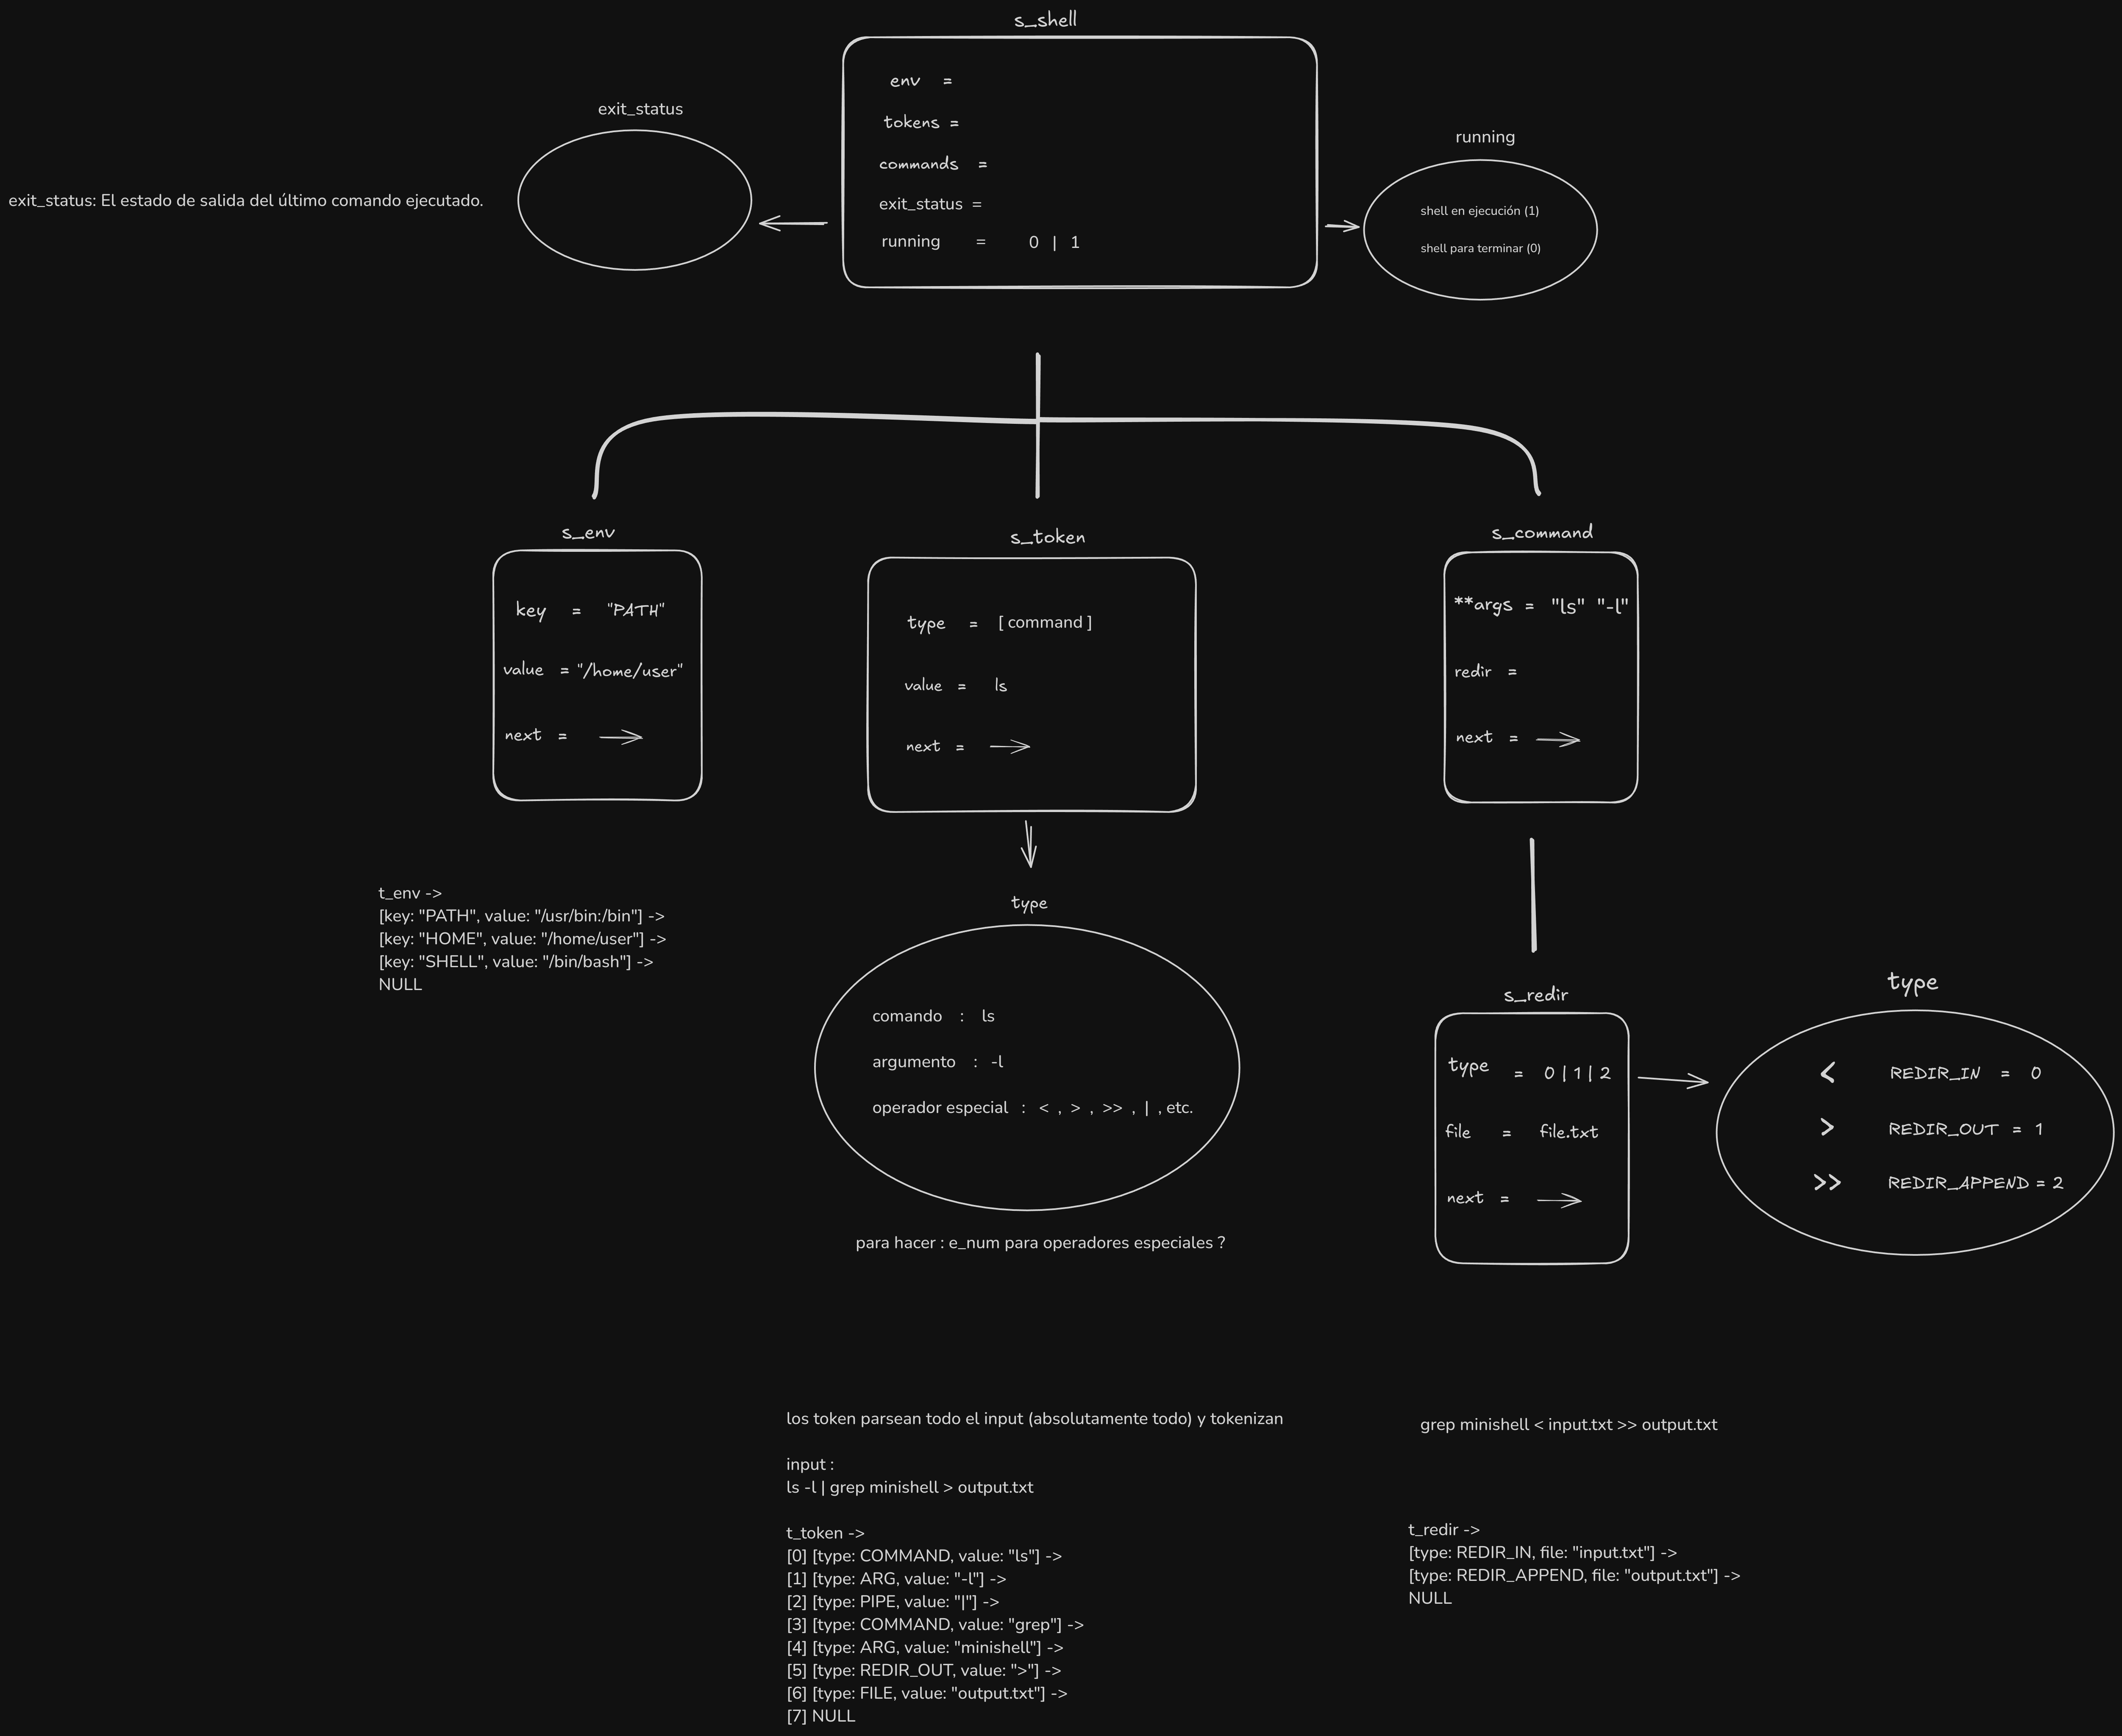 s_shell
env =
tokens =
commands =
exit_status =
running = 0 | 1
exit_status
exit_status: El estado de salida del último comando ejecutado.
running
shell en ejecución (1)
shell para terminar (0)
s_env
key = "PATH"
value = "/home/user"
next =
t_env ->
[key: "PATH", value: "/usr/bin:/bin"] ->
[key: "HOME", value: "/home/user"] ->
[key: "SHELL", value: "/bin/bash"] ->
NULL
s_token
type = [ command ]
value = ls
next =
type
comando : ls
argumento : -l
operador especial : < , > , >> , | , etc.
para hacer : e_num para operadores especiales ?
s_command
**args = "ls" "-l"
redir =
next =
s_redir
type = 0 | 1 | 2
file = file.txt
next =
type
< REDIR_IN = 0
> REDIR_OUT = 1
>> REDIR_APPEND = 2
los token parsean todo el input (absolutamente todo) y tokenizan
input :
ls -l | grep minishell > output.txt
t_token ->
[0] [type: COMMAND, value: "ls"] ->
[1] [type: ARG, value: "-l"] ->
[2] [type: PIPE, value: "|"] ->
[3] [type: COMMAND, value: "grep"] ->
[4] [type: ARG, value: "minishell"] ->
[5] [type: REDIR_OUT, value: ">"] ->
[6] [type: FILE, value: "output.txt"] ->
[7] NULL
grep minishell < input.txt >> output.txt
t_redir ->
[type: REDIR_IN, file: "input.txt"] ->
[type: REDIR_APPEND, file: "output.txt"] ->
NULL